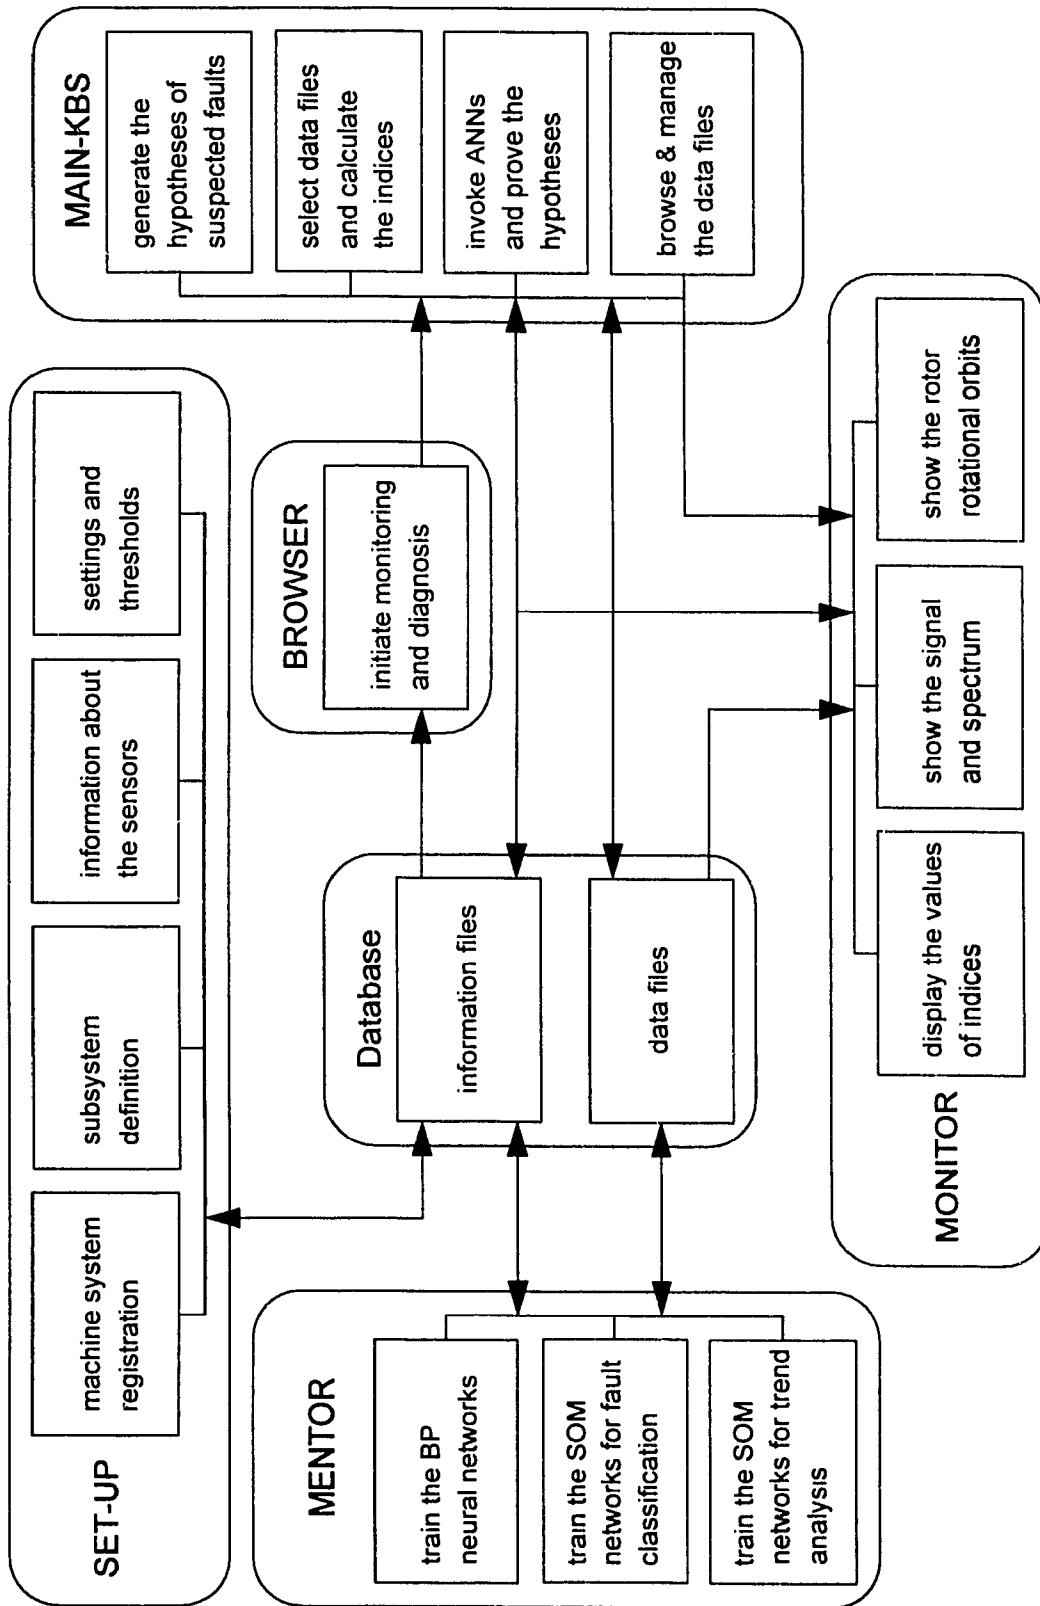 SET-UP
machine system
registration
subsystem
definition
information about
the sensors
settings and
thresholds
MENTOR
train the BP
neural networks
train the SOM
networks for fault
classification
train the SOM
networks for trend
analysis
Database
information files
data files
BROWSER
initiate monitoring
and diagnosis
MAIN-KBS
generate the
hypotheses of
suspected faults
select data files
and calculate
the indices
invoke ANNs
and prove the
hypotheses
browse & manage
the data files
MONITOR
display the values
of indices
show the signal
and spectrum
show the rotor
rotational orbits